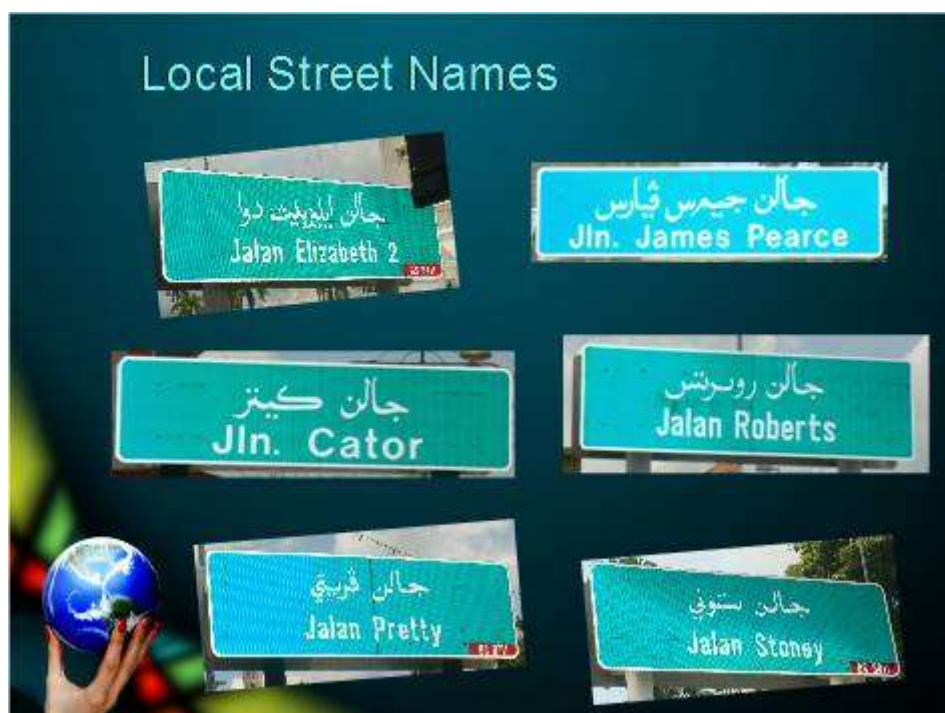 Local Street Names
جالن ايليزابيث دوا
Jalan Elizabeth 2
جالن جيمس ڤيارس
Jln. James Pearce
جالن کيتر
Jln. Cator
جالن روبرتس
Jalan Roberts
جالن ڤريتي
Jalan Pretty
جالن ستوني
Jalan Stoney